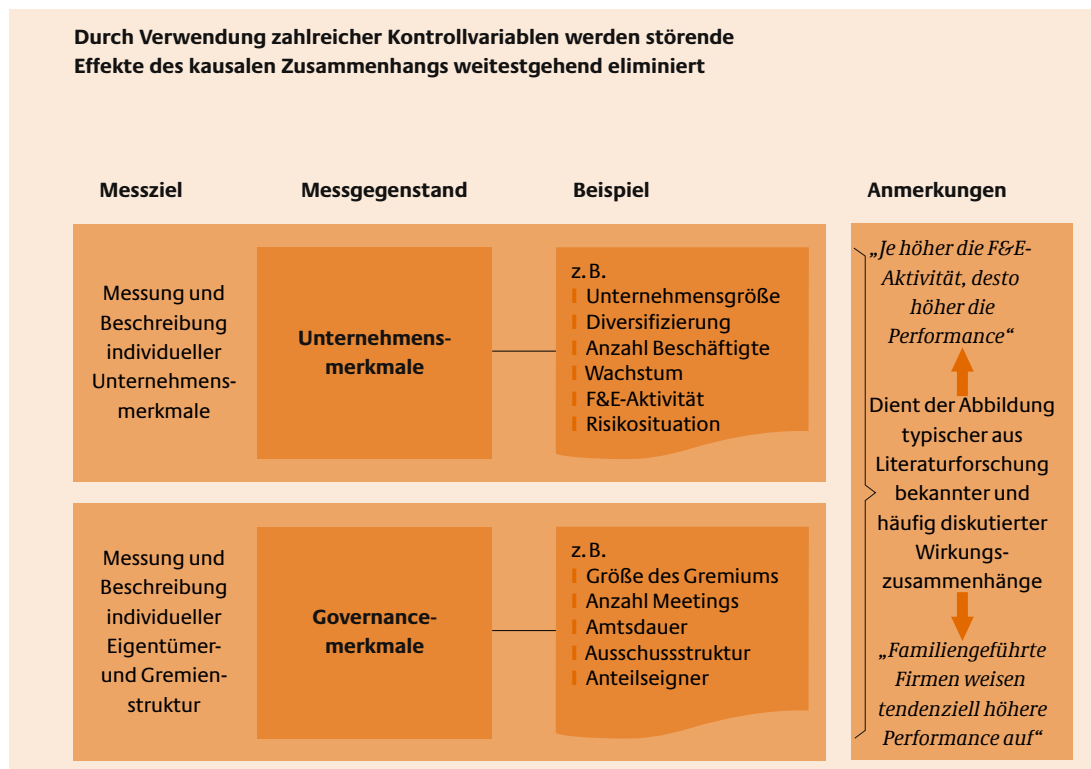 Durch Verwendung zahlreicher Kontrollvariablen werden störende
Effekte des kausalen Zusammenhangs weitestgehend eliminiert
Messziel
Messgegenstand
Beispiel
Anmerkungen
Messung und
Beschreibung
individueller
Unternehmens-
merkmale
Unternehmens-
merkmale
z. B.
Unternehmensgröße
Diversifizierung
Anzahl Beschäftigte
Wachstum
F&E-Aktivität
Risikosituation
Messung und
Beschreibung
individueller
Eigentümer-
und Gremien-
struktur
Governance-
merkmale
z. B.
Größe des Gremiums
Anzahl Meetings
Amtsdauer
Ausschussstruktur
Anteilseigner
„Je höher die F&E-
Aktivität, desto
höher die
Performance“
Dient der Abbildung
typischer aus
Literaturforschung
bekannter und
häufig diskutierter
Wirkungs-
zusammenhänge
„Familiengeführte
Firmen weisen
tendenziell höhere
Performance auf“